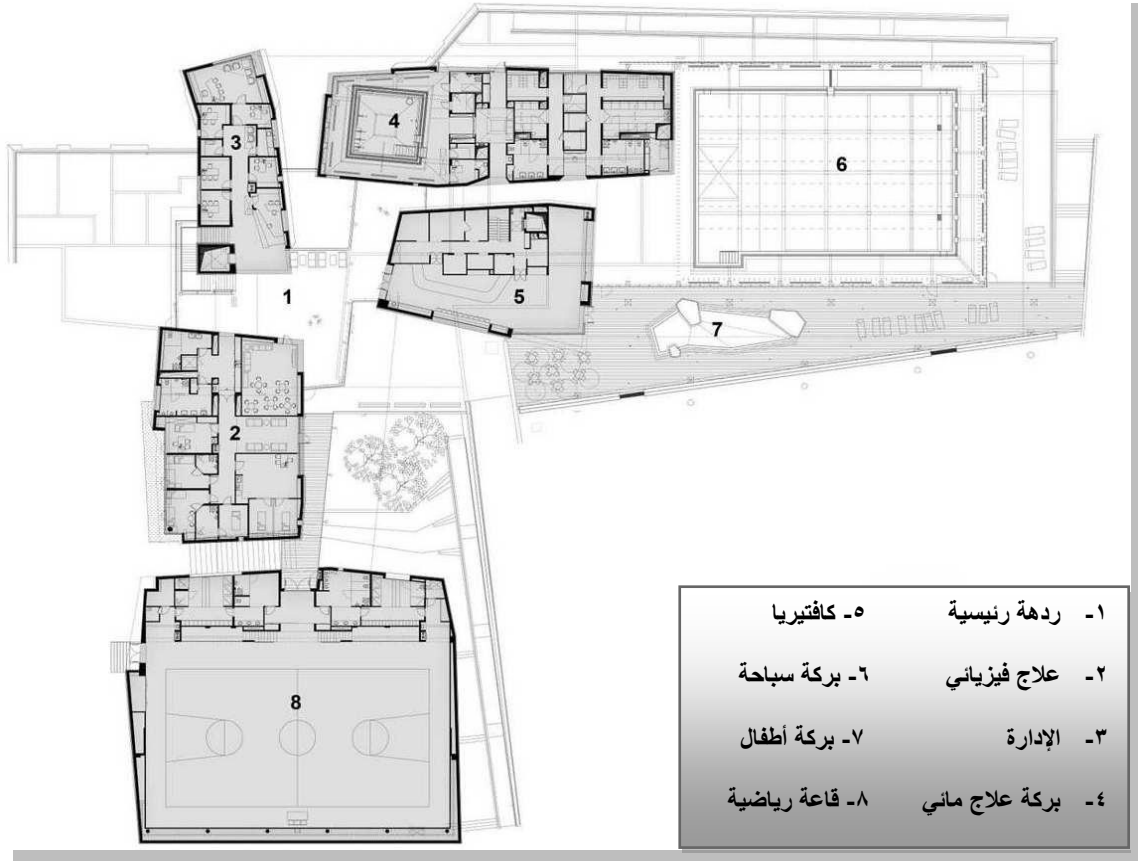 3
4
6
1
5
7
2
8
١- ردهة رئيسية ٥- كافتيريا
٢- علاج فيزيائي ٦- بركة سباحة
٣- الإدارة ٧- بركة أطفال
٤- بركة علاج مائي ٨- قاعة رياضية